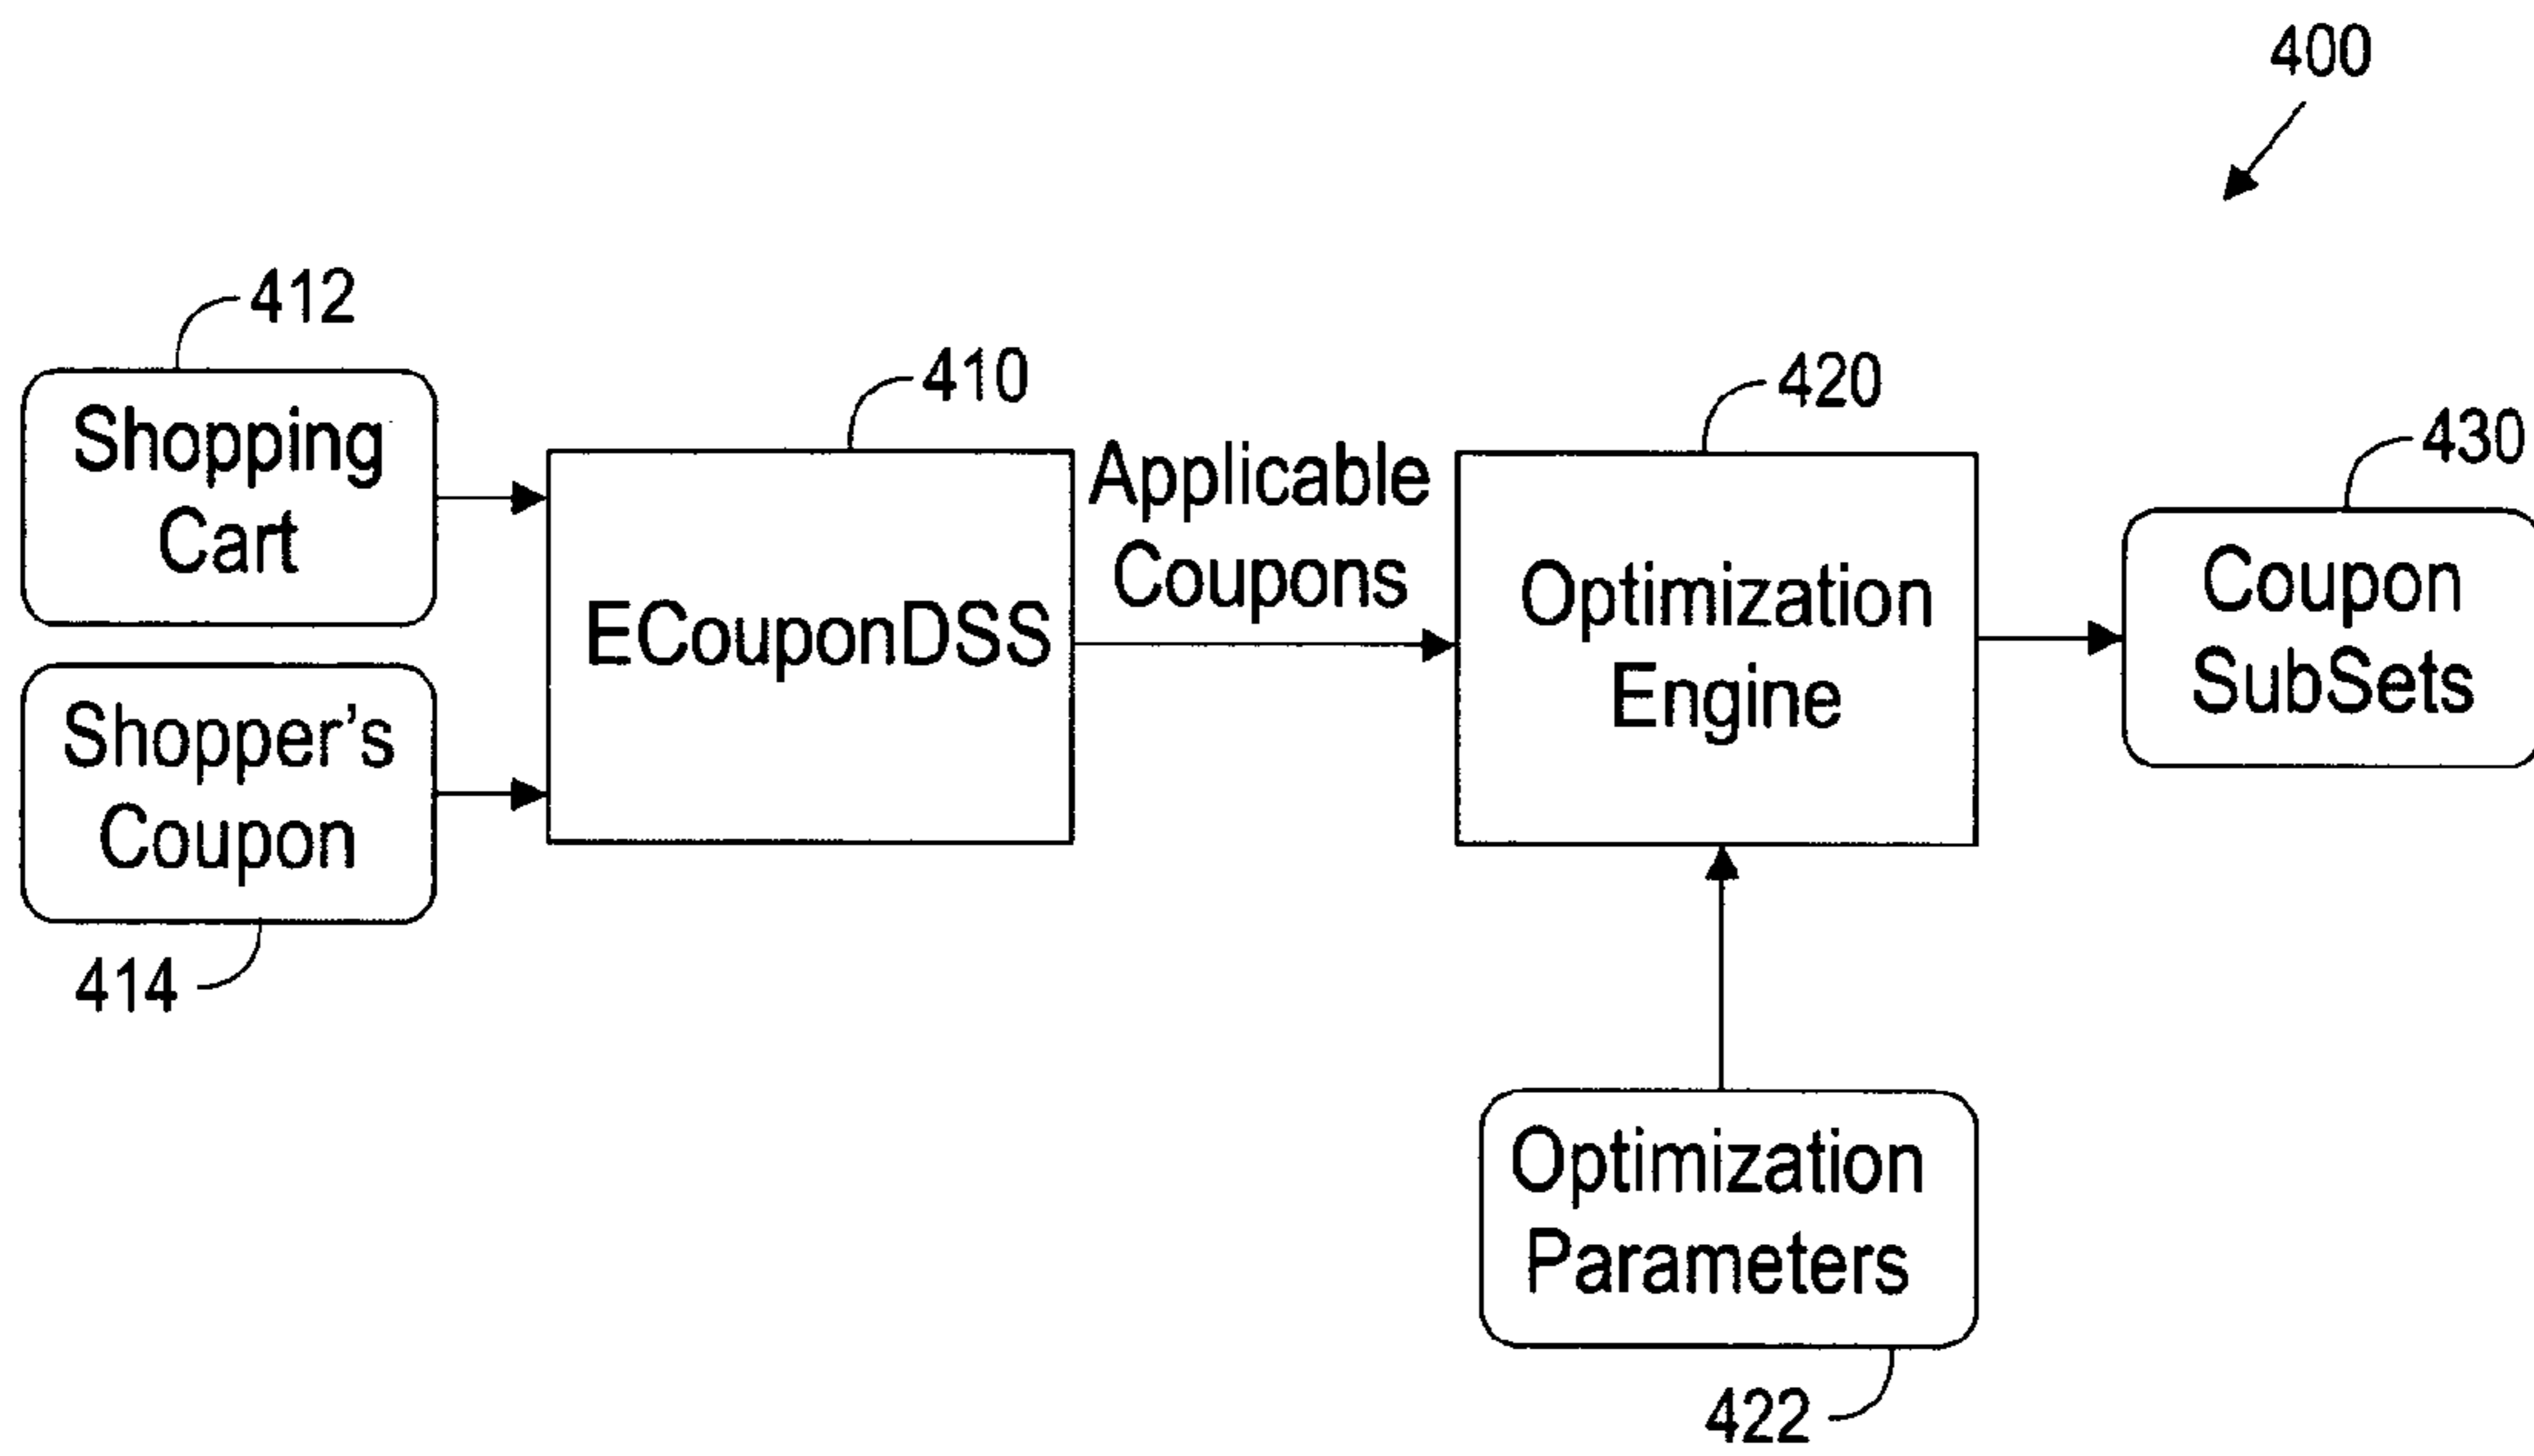 400
412
Shopping
Cart
410
ECouponDSS
Applicable
Coupons
420
Optimization
Engine
430
Coupon
SubSets
Shopper's
Coupon
414
Optimization
Parameters
422